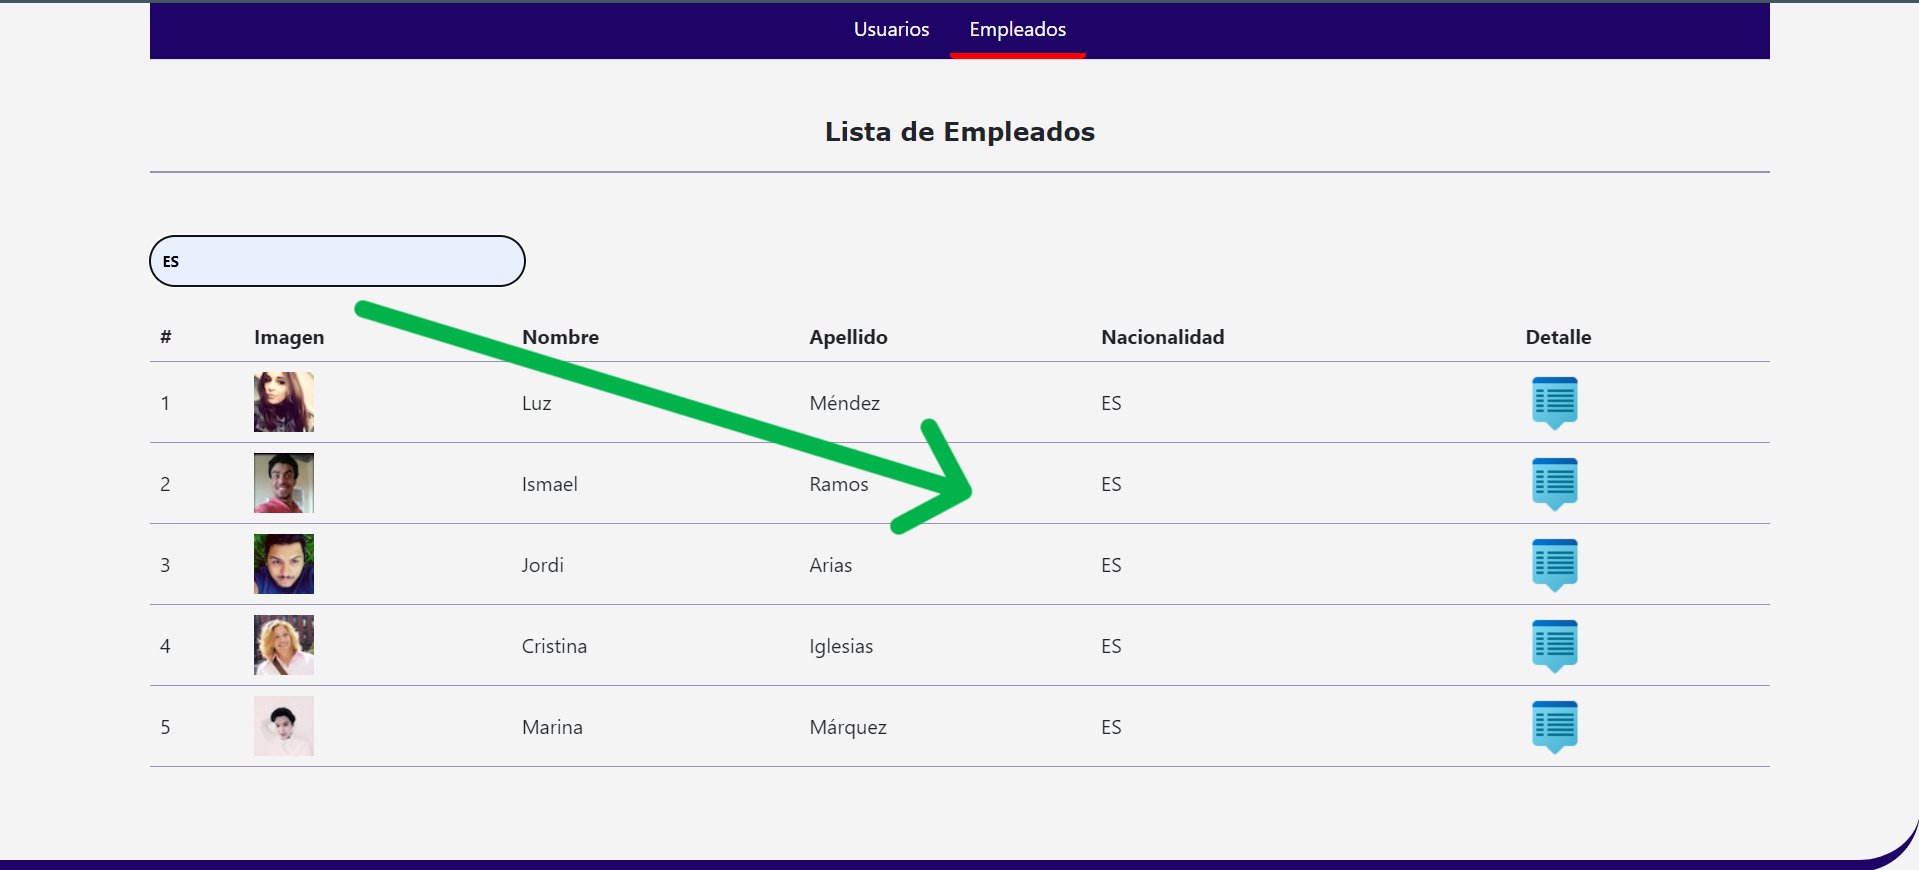 Usuarios Empleados
Lista de Empleados
ES
# Imagen Nombre Apellido Nacionalidad Detalle
1 Luz Méndez ES
2 Ismael Ramos ES
3 Jordi Arias ES
4 Cristina Iglesias ES
5 Marina Márquez ES